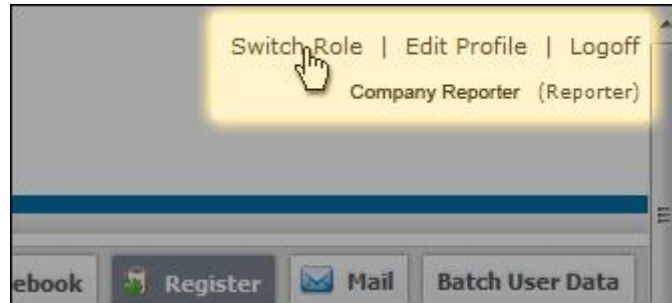 Switch Role | Edit Profile | Logoff
Company Reporter (Reporter)
ebook Register Mail Batch User Data